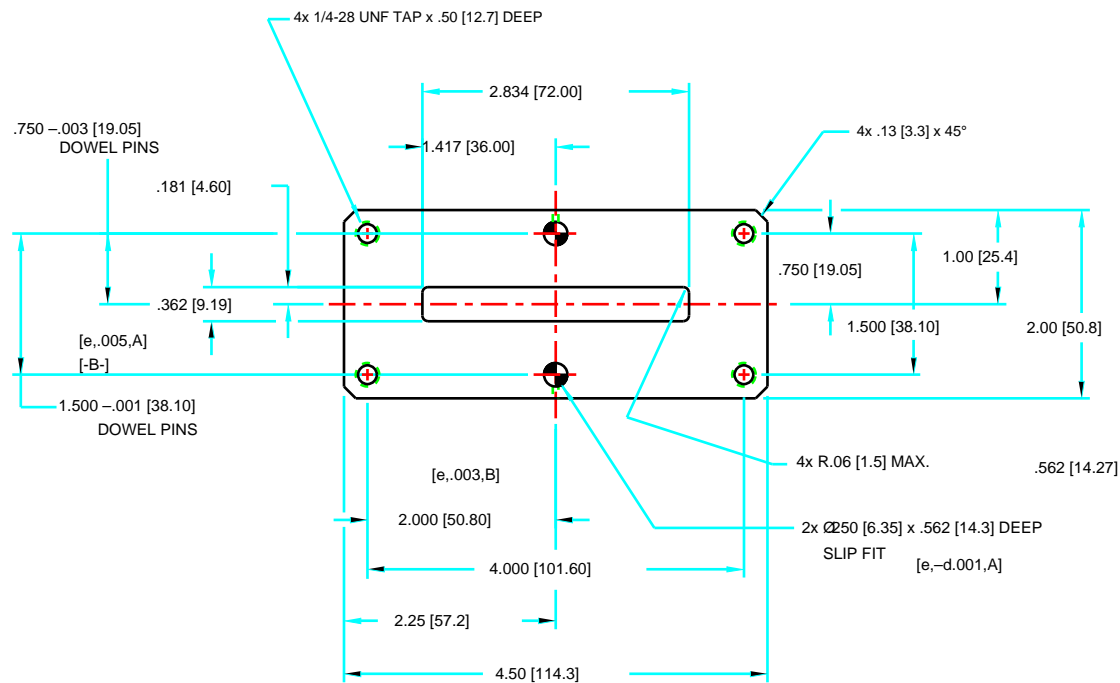 4x 1/4-28 UNF TAP x .50 [12.7] DEEP
2.834 [72.00]
.750 –.003 [19.05]
DOWEL PINS
1.417 [36.00]
4x .13 [3.3] x 45°
.181 [4.60]
.750 [19.05]
1.00 [25.4]
.362 [9.19]
1.500 [38.10]
2.00 [50.8]
[e,.005,A]
[-B-]
1.500 –.001 [38.10]
DOWEL PINS
4x R.06 [1.5] MAX.
.562 [14.27]
[e,.003,B]
2.000 [50.80]
2x Ø.250 [6.35] x .562 [14.3] DEEP
SLIP FIT
[e,–d.001,A]
4.000 [101.60]
2.25 [57.2]
4.50 [114.3]